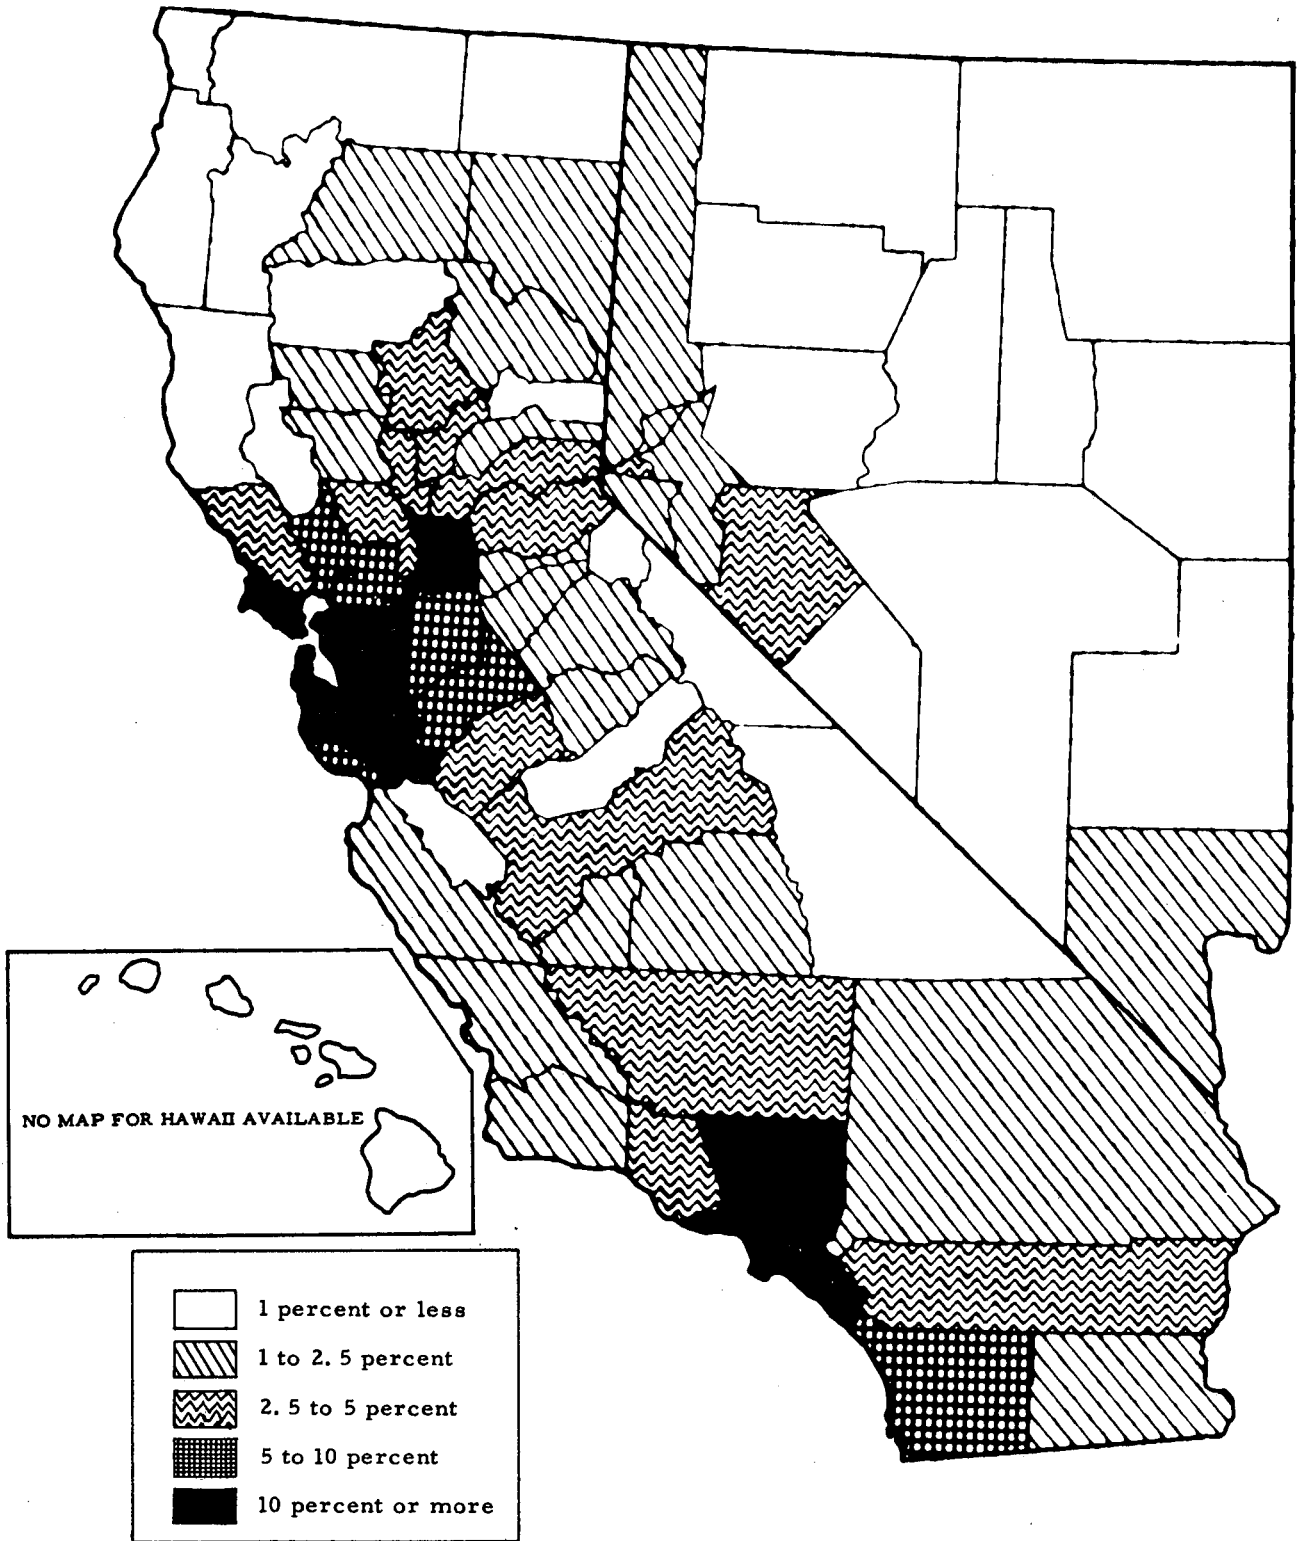 NO MAP FOR HAWAII AVAILABLE
1 percent or less
1 to 2. 5 percent
2. 5 to 5 percent
5 to 10 percent
10 percent or more